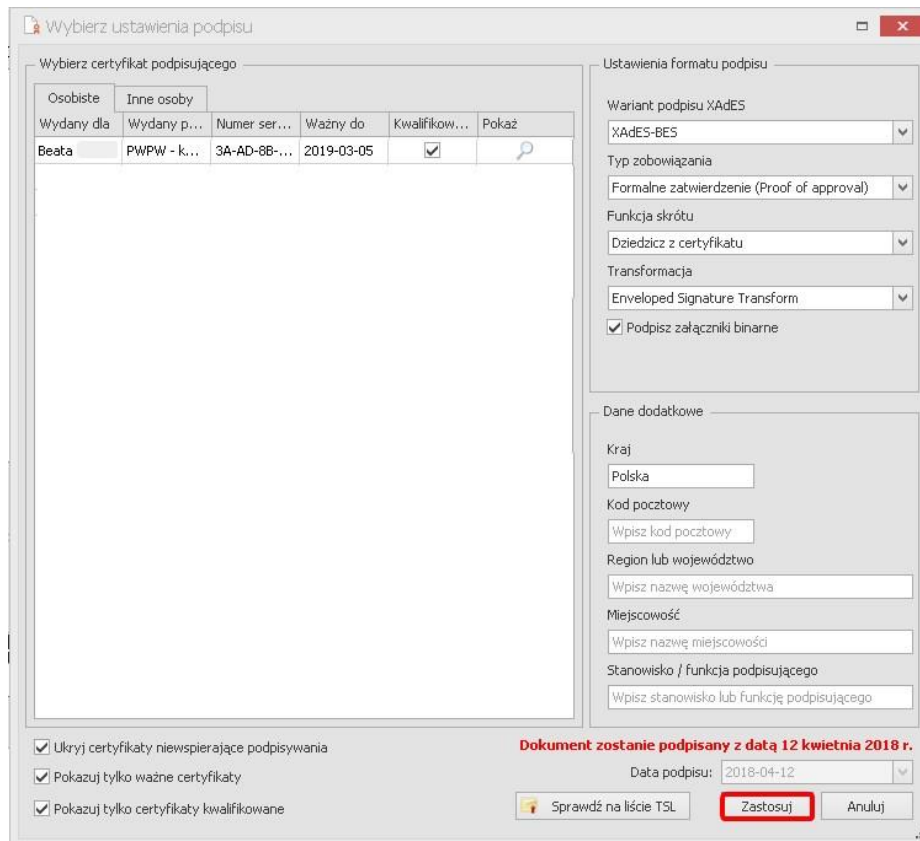 Wybierz ustawienia podpisu
Wybierz certyfikat podpisującego
Osobiste
Inne osoby
Wydany dla
Wydany p...
Numer ser...
Ważny do
Kwalifikow...
Pokaż
Beata
PWPW - k...
3A-AD-8B-...
2019-03-05
Ustawienia formatu podpisu
Wariant podpisu XAdES
XAdES-BES
Typ zobowiązania
Formalne zatwierdzenie (Proof of approval)
Funkcja skrótu
Dziedzicz z certyfikatu
Transformacja
Enveloped Signature Transform
Podpisz załączniki binarne
Dane dodatkowe
Kraj
Polska
Kod pocztowy
Wpisz kod pocztowy
Region lub województwo
Wpisz nazwę województwa
Miejscowość
Wpisz nazwę miejscowości
Stanowisko / funkcja podpisującego
Wpisz stanowisko lub funkcję podpisującego
Ukryj certyfikaty niewspierające podpisywania
Pokazuj tylko ważne certyfikaty
Pokazuj tylko certyfikaty kwalifikowane
Dokument zostanie podpisany z datą 12 kwietnia 2018 r.
Data podpisu: 2018-04-12
Sprawdź na liście TSL
Zastosuj
Anuluj